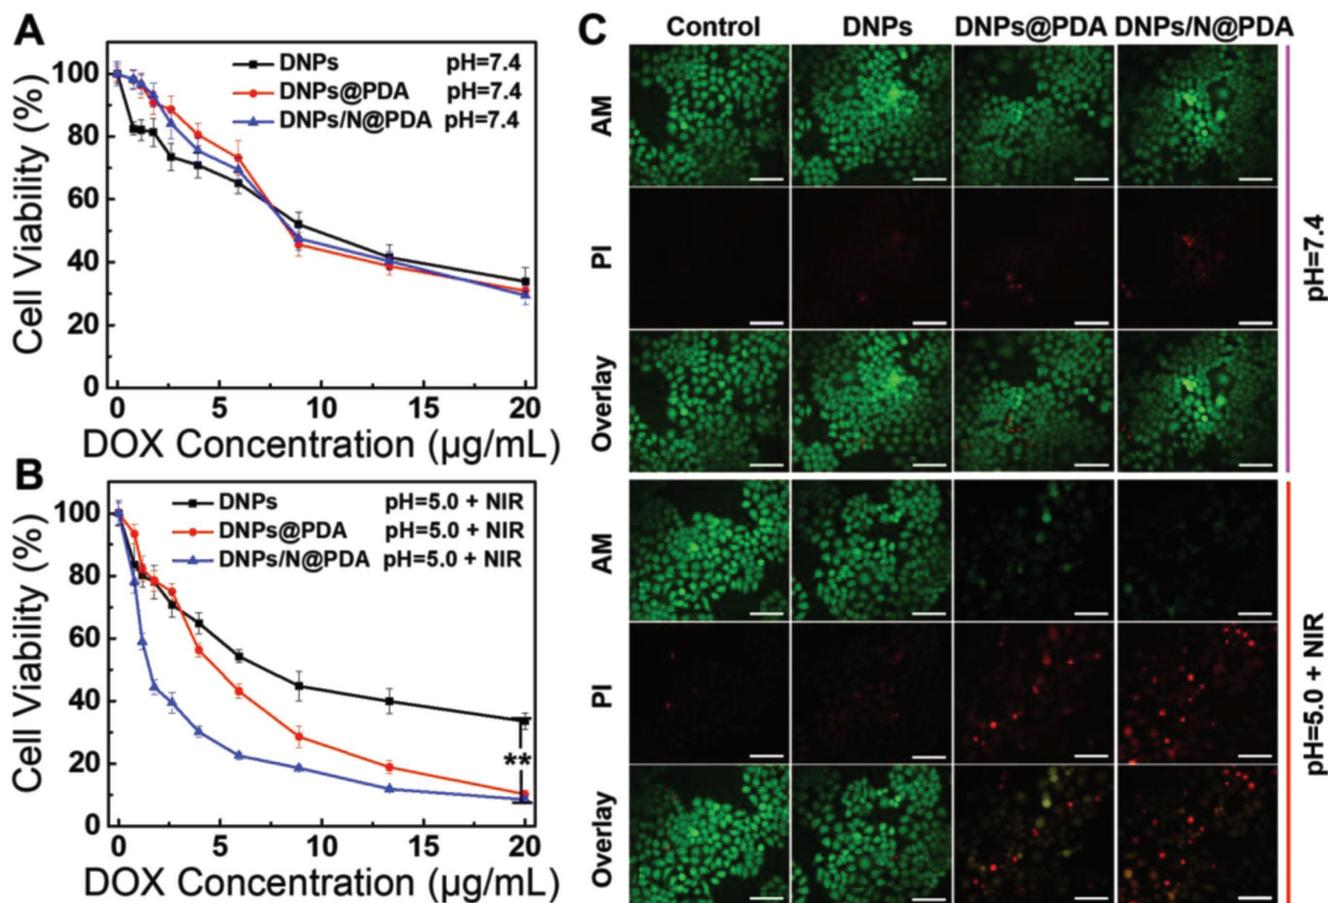 A
100
80
60
40
20
0
Cell Viability (%)
DNPs pH=7.4
DNPs@PDA pH=7.4
DNPs/N@PDA pH=7.4
0 5 10 15 20
DOX Concentration (µg/mL)
B
100
80
60
40
20
0
Cell Viability (%)
DNPs pH=5.0 + NIR
DNPs@PDA pH=5.0 + NIR
DNPs/N@PDA pH=5.0 + NIR
**
0 5 10 15 20
DOX Concentration (µg/mL)
C
Control DNPs DNPs@PDA DNPs/N@PDA
AM
PI
Overlay
pH=7.4
AM
PI
Overlay
pH=5.0 + NIR